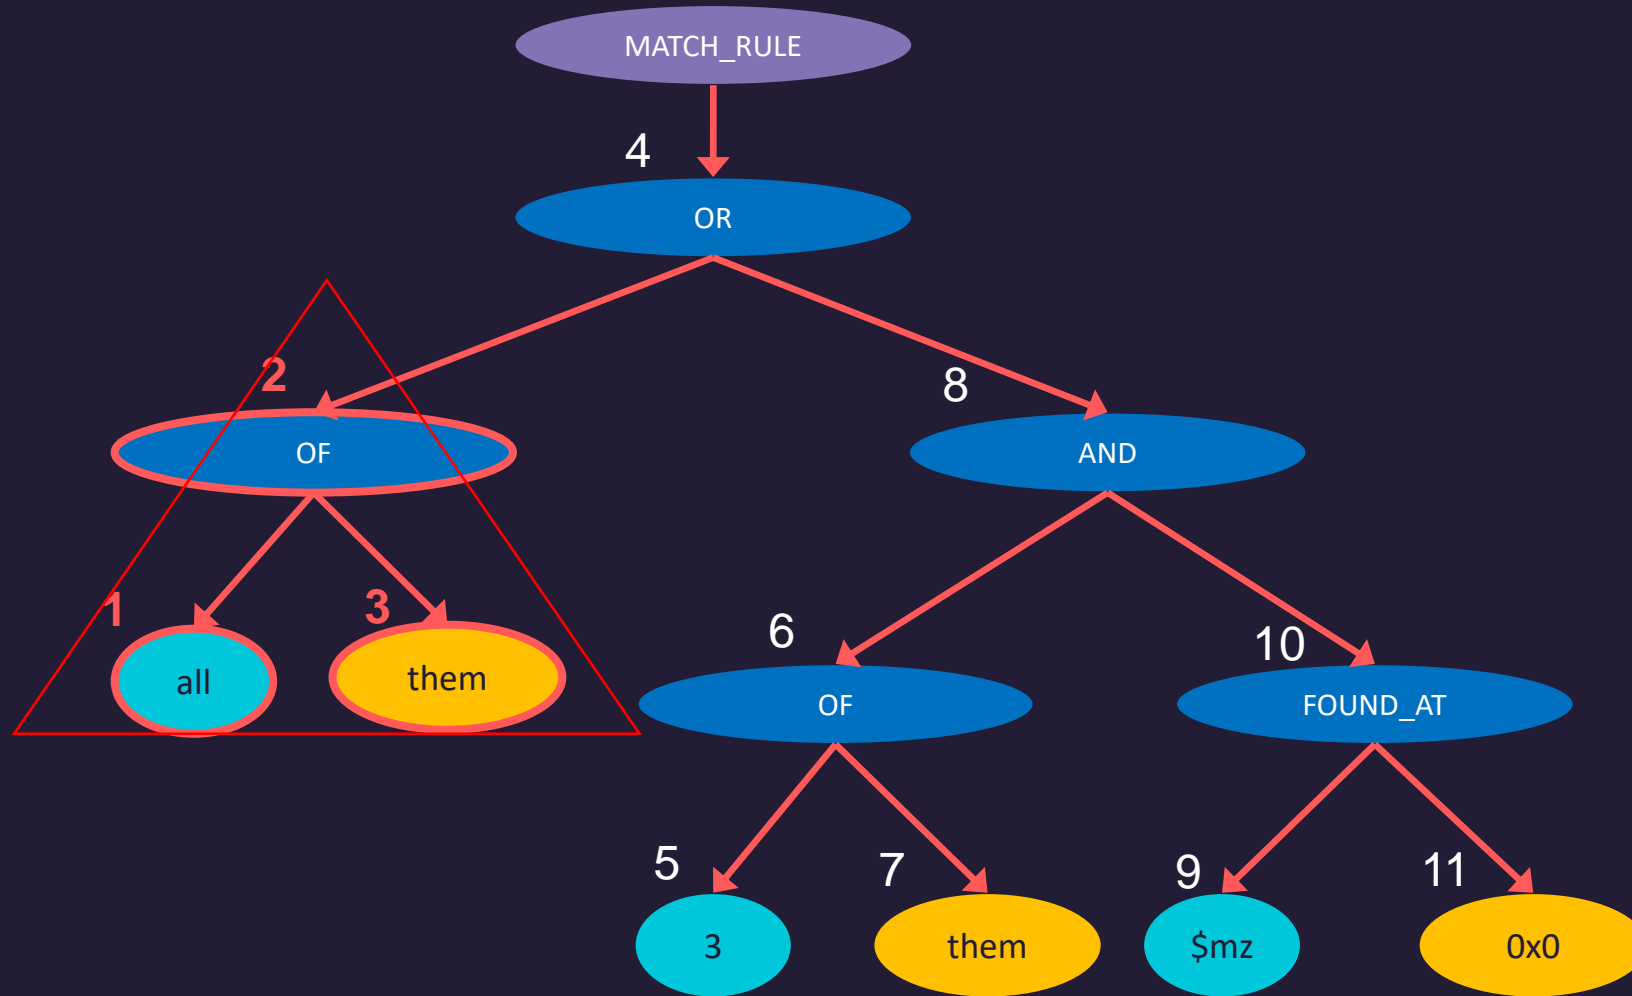 MATCH_RULE
4
OR
2
8
OF
AND
1
3
all
them
6
10
OF
FOUND_AT
5
7
9
11
3
them
$mz
0x0